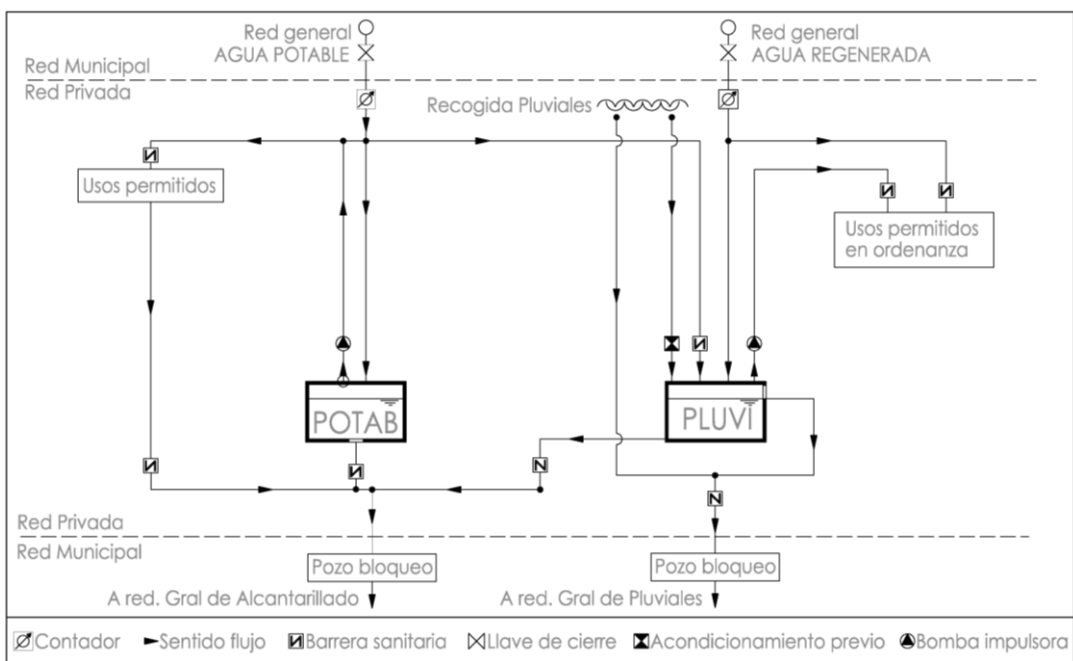 Red general
AGUA POTABLE
Red general
AGUA REGENERADA
Red Municipal
Red Privada
Recogida Pluviales
Usos permitidos
Usos permitidos
en ordenanza
POTAB
PLUVI
Red Privada
Red Municipal
Pozo bloqueo
Pozo bloqueo
A red. Gral de Alcantarillado
A red. Gral de Pluviales
Contador
Sentido flujo
Barrera sanitaria
Llave de cierre
Acondicionamiento previo
Bomba impulsora